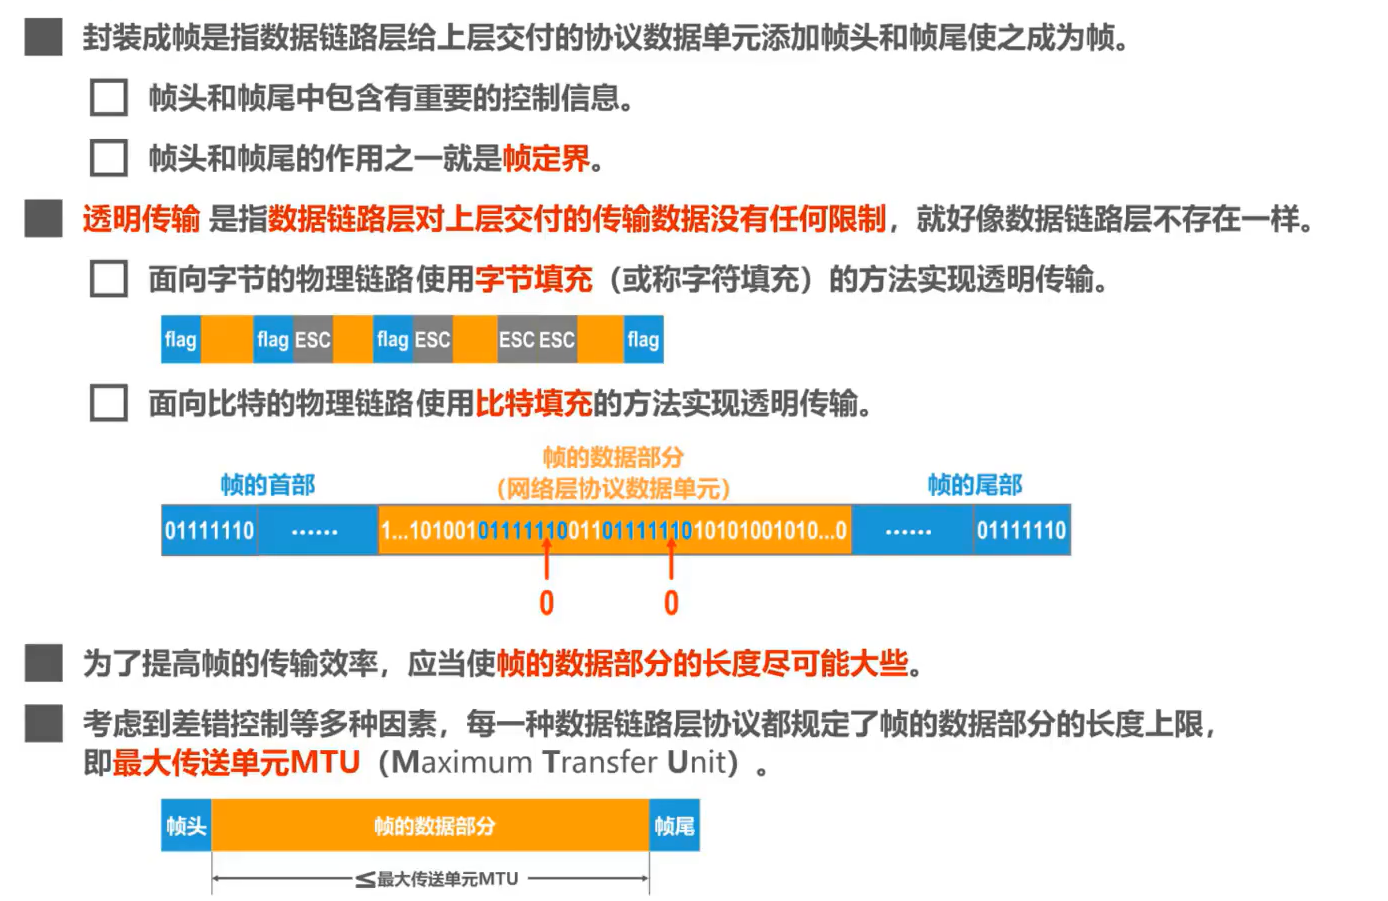 封装成帧是指数据链路层给上层交付的协议数据单元添加帧头和帧尾使之成为帧。
帧头和帧尾中包含有重要的控制信息。
帧头和帧尾的作用之一就是帧定界。
透明传输 是指数据链路层对上层交付的传输数据没有任何限制，就好像数据链路层不存在一样。
面向字节的物理链路使用字节填充（或称字符填充）的方法实现透明传输。
flag flag ESC flag ESC ESC ESC flag
面向比特的物理链路使用比特填充的方法实现透明传输。
帧的数据部分
帧的首部 （网络层协议数据单元） 帧的尾部
01111110 ······ 1...101001011111100110111111010101001010...0 ······ 01111110
0 0
为了提高帧的传输效率，应当使帧的数据部分的长度尽可能大些。
考虑到差错控制等多种因素，每一种数据链路层协议都规定了帧的数据部分的长度上限，
即最大传送单元MTU（Maximum Transfer Unit）。
帧头 帧的数据部分 帧尾
≦最大传送单元MTU